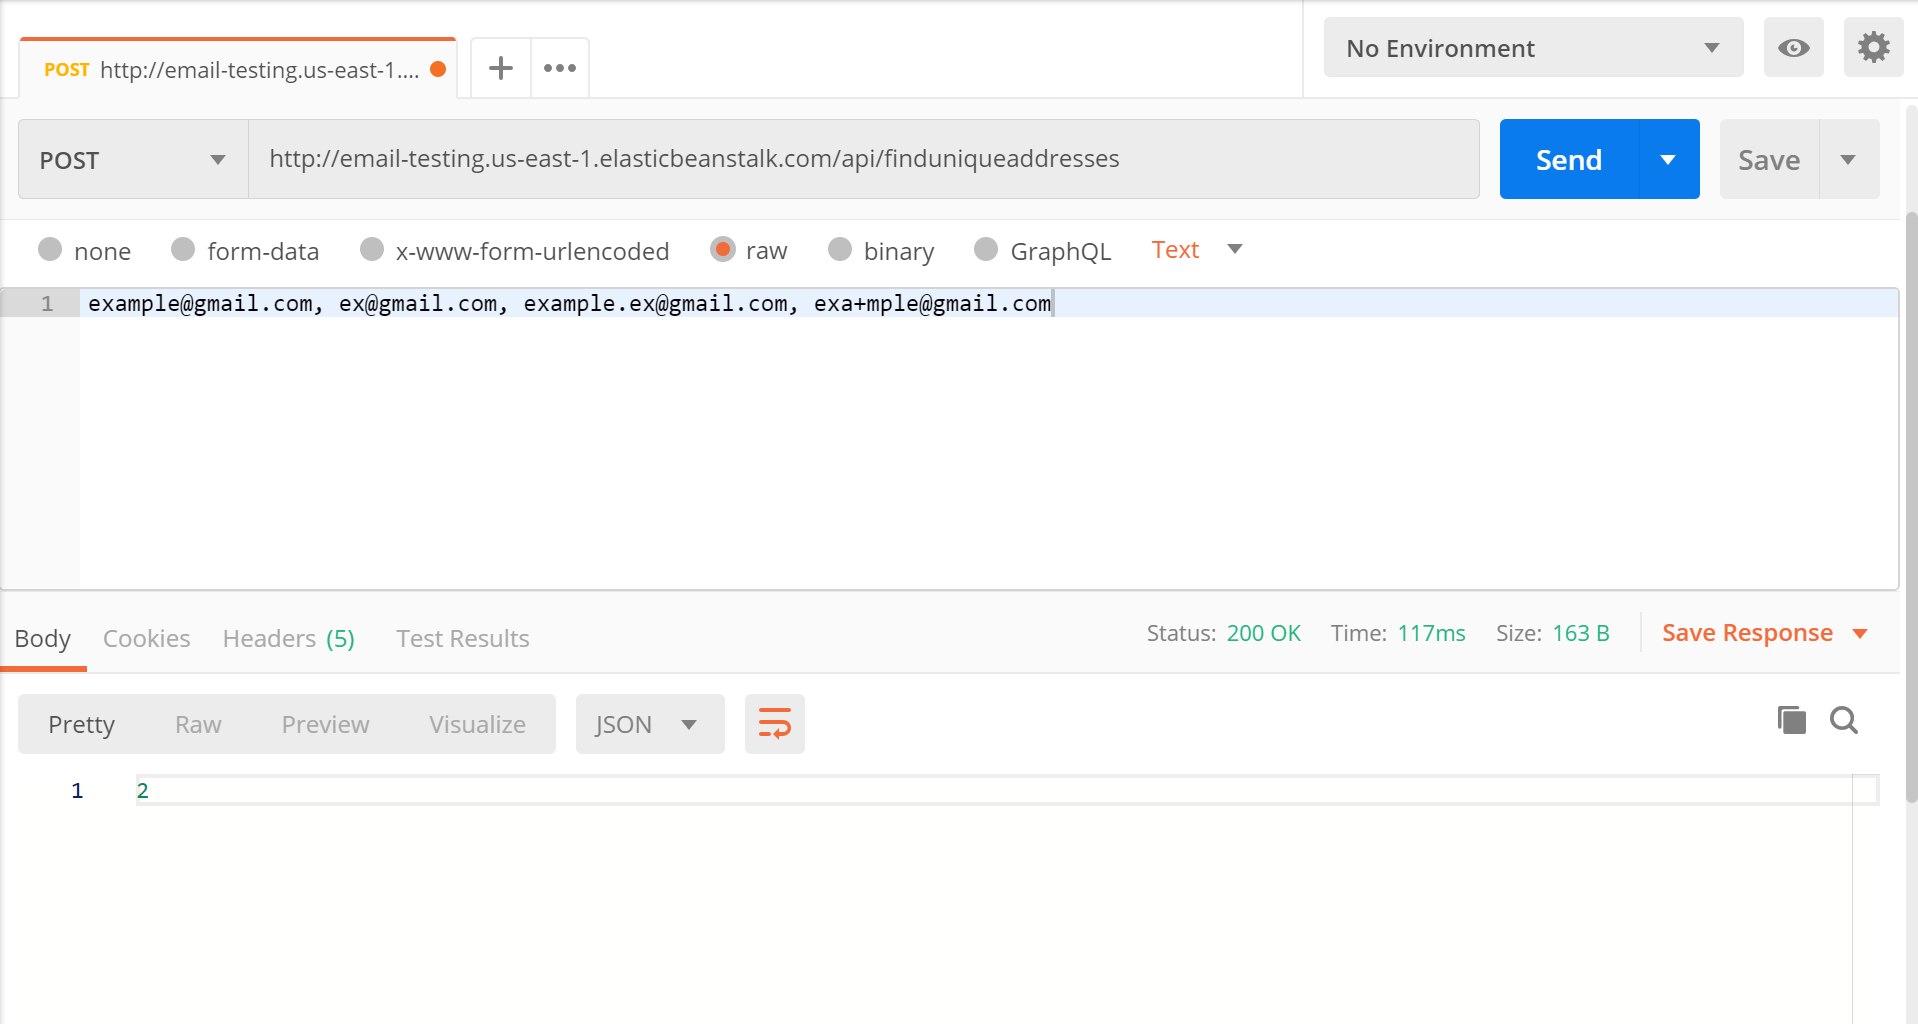 POST http://email-testing.us-east-1....
No Environment
POST
http://email-testing.us-east-1.elasticbeanstalk.com/api/finduniqueaddresses
Send
Save
none form-data x-www-form-urlencoded raw binary GraphQL Text
1 example@gmail.com, ex@gmail.com, example.ex@gmail.com, exa+mple@gmail.com
Body Cookies Headers (5) Test Results Status: 200 OK Time: 117ms Size: 163 B Save Response
Pretty Raw Preview Visualize JSON
1 2